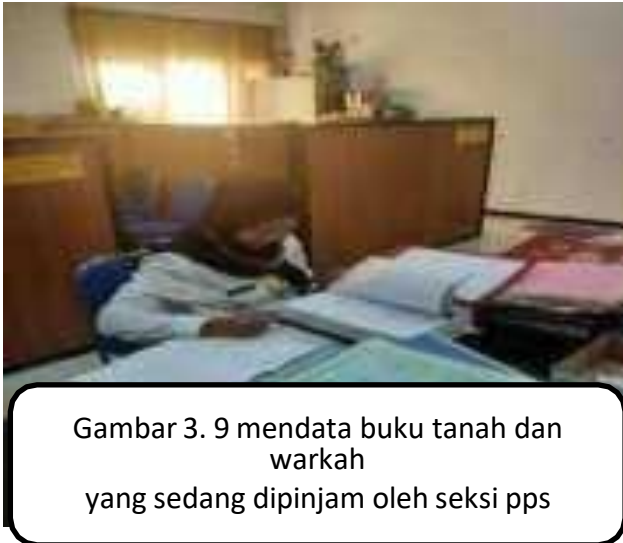 Gambar 3. 9 mendata buku tanah dan
warkah
yang sedang dipinjam oleh seksi pps